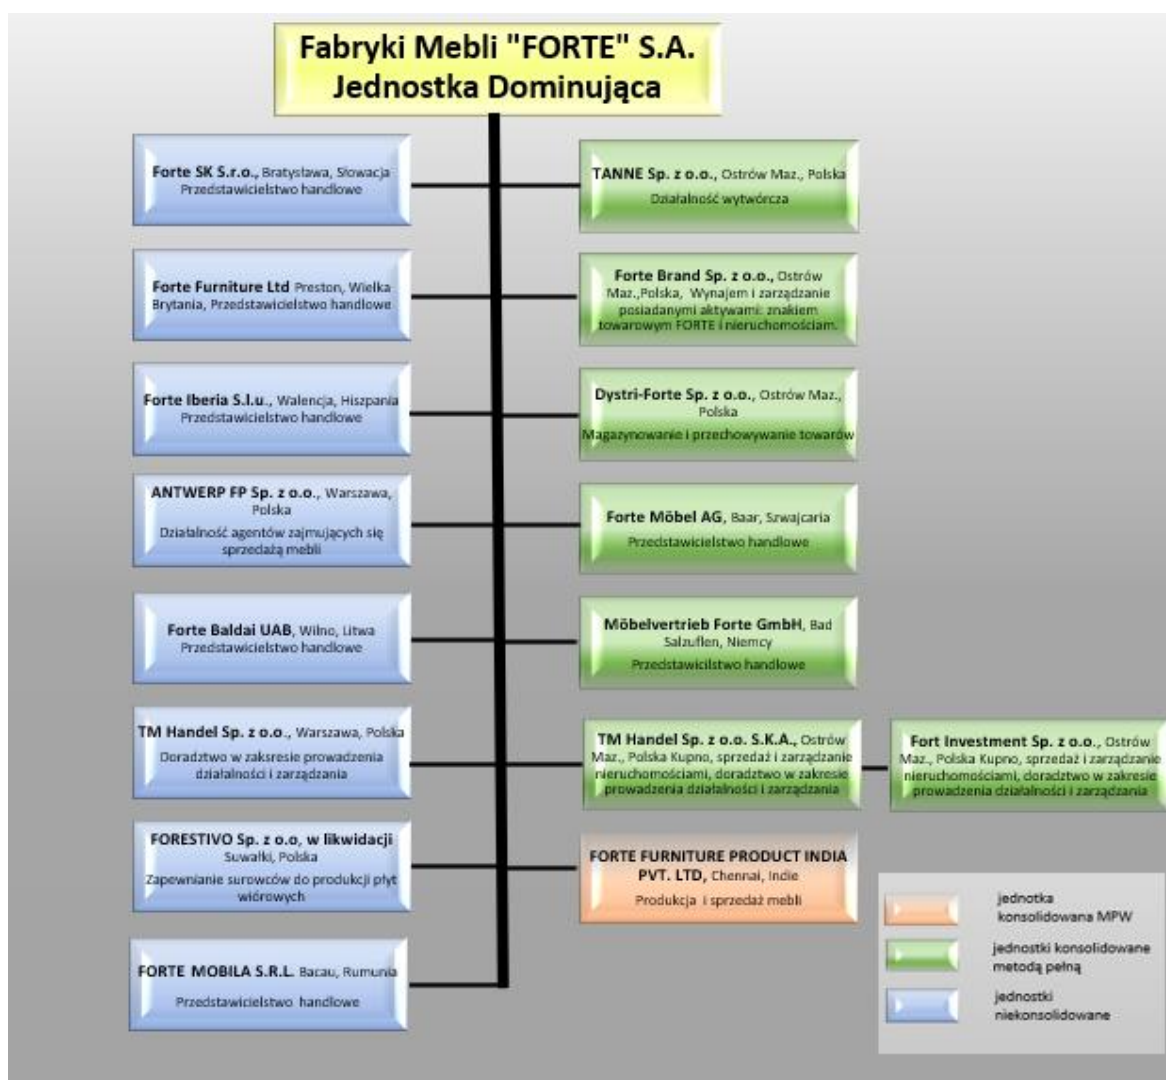 Fabryki Mebli "FORTE" S.A.
Jednostka Dominująca
Forte SK S.r.o., Bratysława, Słowacja
Przedstawicielstwo handlowe
TANNE Sp. z o.o., Ostrów Maz., Polska
Działalność wytwórcza
Forte Furniture Ltd Preston, Wielka
Brytania, Przedstawicielstwo handlowe
Forte Brand Sp. z o.o., Ostrów
Maz.,Polska, Wynajem i zarządzanie
posiadanymi aktywami: znakiem
towarowym FORTE i nieruchomościam.
Forte Iberia S.l.u., Walencja, Hiszpania
Przedstawicielstwo handlowe
Dystri-Forte Sp. z o.o., Ostrów Maz.,
Polska
Magazynowanie i przechowywanie towarów
ANTWERP FP Sp. z o.o., Warszawa,
Polska
Działalność agentów zajmujących się
sprzedażą mebli
Forte Möbel AG, Baar, Szwajcaria
Przedstawicielstwo handlowe
Forte Baldai UAB, Wilno, Litwa
Przedstawicielstwo handlowe
Möbelvertrieb Forte GmbH, Bad
Salzuflen, Niemcy
Przedstawicilstwo handlowe
TM Handel Sp. z o.o., Warszawa, Polska
Doradztwo w zaksresie prowadzenia
działalności i zarządzania
TM Handel Sp. z o.o. S.K.A., Ostrów
Maz., Polska Kupno, sprzedaż i zarządzanie
nieruchomościami, doradztwo w zakresie
prowadzenia działalności i zarządzania
Fort Investment Sp. z o.o., Ostrów
Maz., Polska Kupno, sprzedaż i zarządzanie
nieruchomościami, doradztwo w zakresie
prowadzenia działalności i zarządzania
FORESTIVO Sp. z o.o, w likwidacji
Suwałki, Polska
Zapewnianie surowców do produkcji płyt
wiórowych
FORTE FURNITURE PRODUCT INDIA
PVT. LTD, Chennai, Indie
Produkcja i sprzedaż mebli
FORTE MOBILA S.R.L. Bacau, Rumunia
Przedstawicielstwo handlowe
jednotka
konsolidowana MPW
jednostki konsolidowane
metodą pełną
jednostki
niekonsolidowane